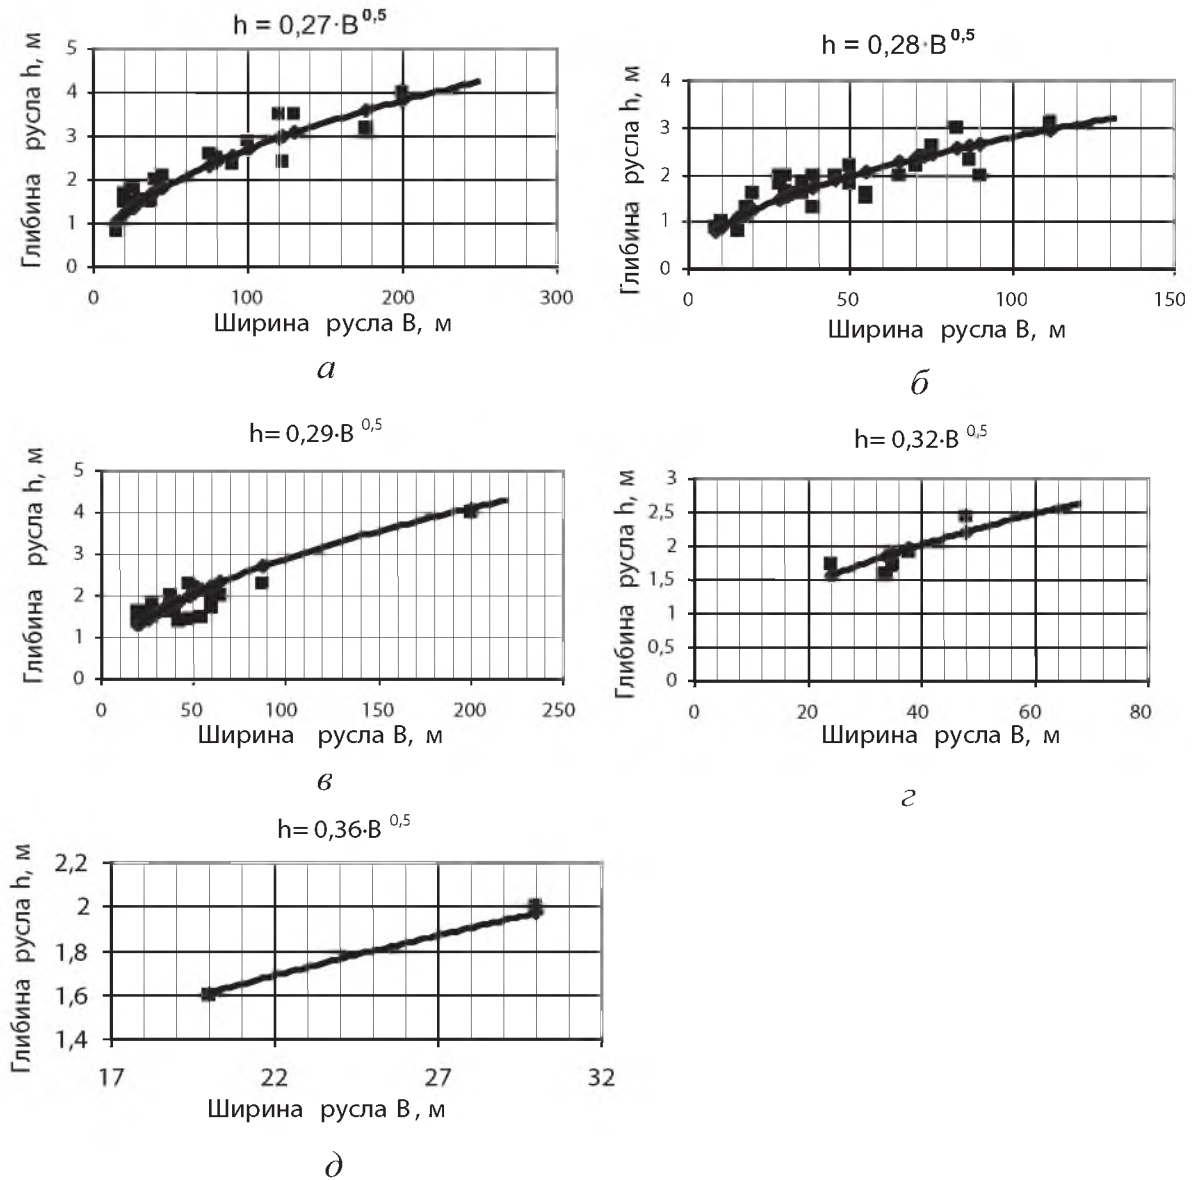 h = 0,27·B^0,5
Глибина русла h, м
5
4
3
2
1
0
0 100 200 300
Ширина русла В, м
а
h = 0,28·B^0,5
Глибина русла h, м
4
3
2
1
0
0 50 100 150
Ширина русла В, м
б
h= 0,29·B^0,5
Глибина русла h, м
5
4
3
2
1
0
0 50 100 150 200 250
Ширина русла В, м
в
h= 0,32·B^0,5
Глибина русла h, м
3
2,5
2
1,5
1
0,5
0
0 20 40 60 80
Ширина русла В, м
г
h= 0,36·B^0,5
Глибина русла h, м
2,2
2
1,8
1,6
1,4
17 22 27 32
Ширина русла В, м
д